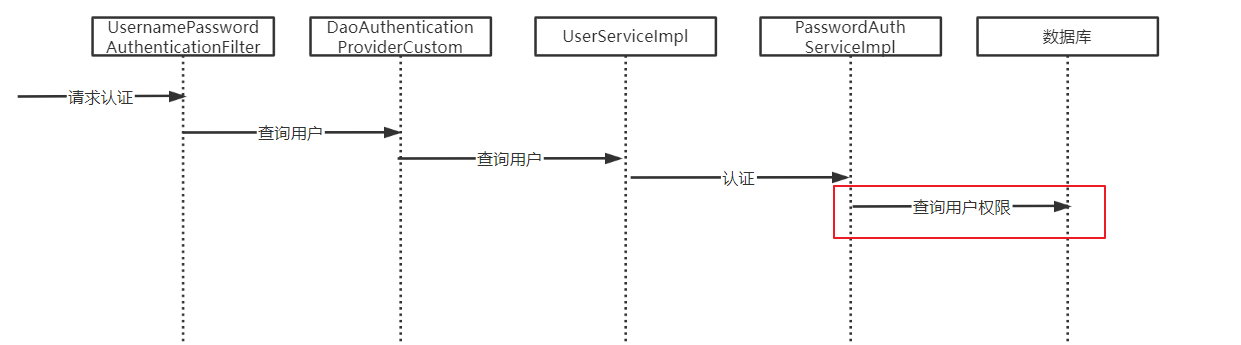 UsernamePassword
AuthenticationFilter
DaoAuthentication
ProviderCustom
UserServiceImpl
PasswordAuth
ServiceImpl
数据库
请求认证
查询用户
查询用户
认证
查询用户权限